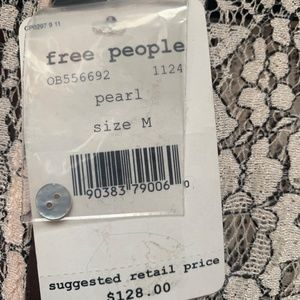 free people
OB556692 1124
pearl
size M
90383 79006
suggested retail price
$128.00